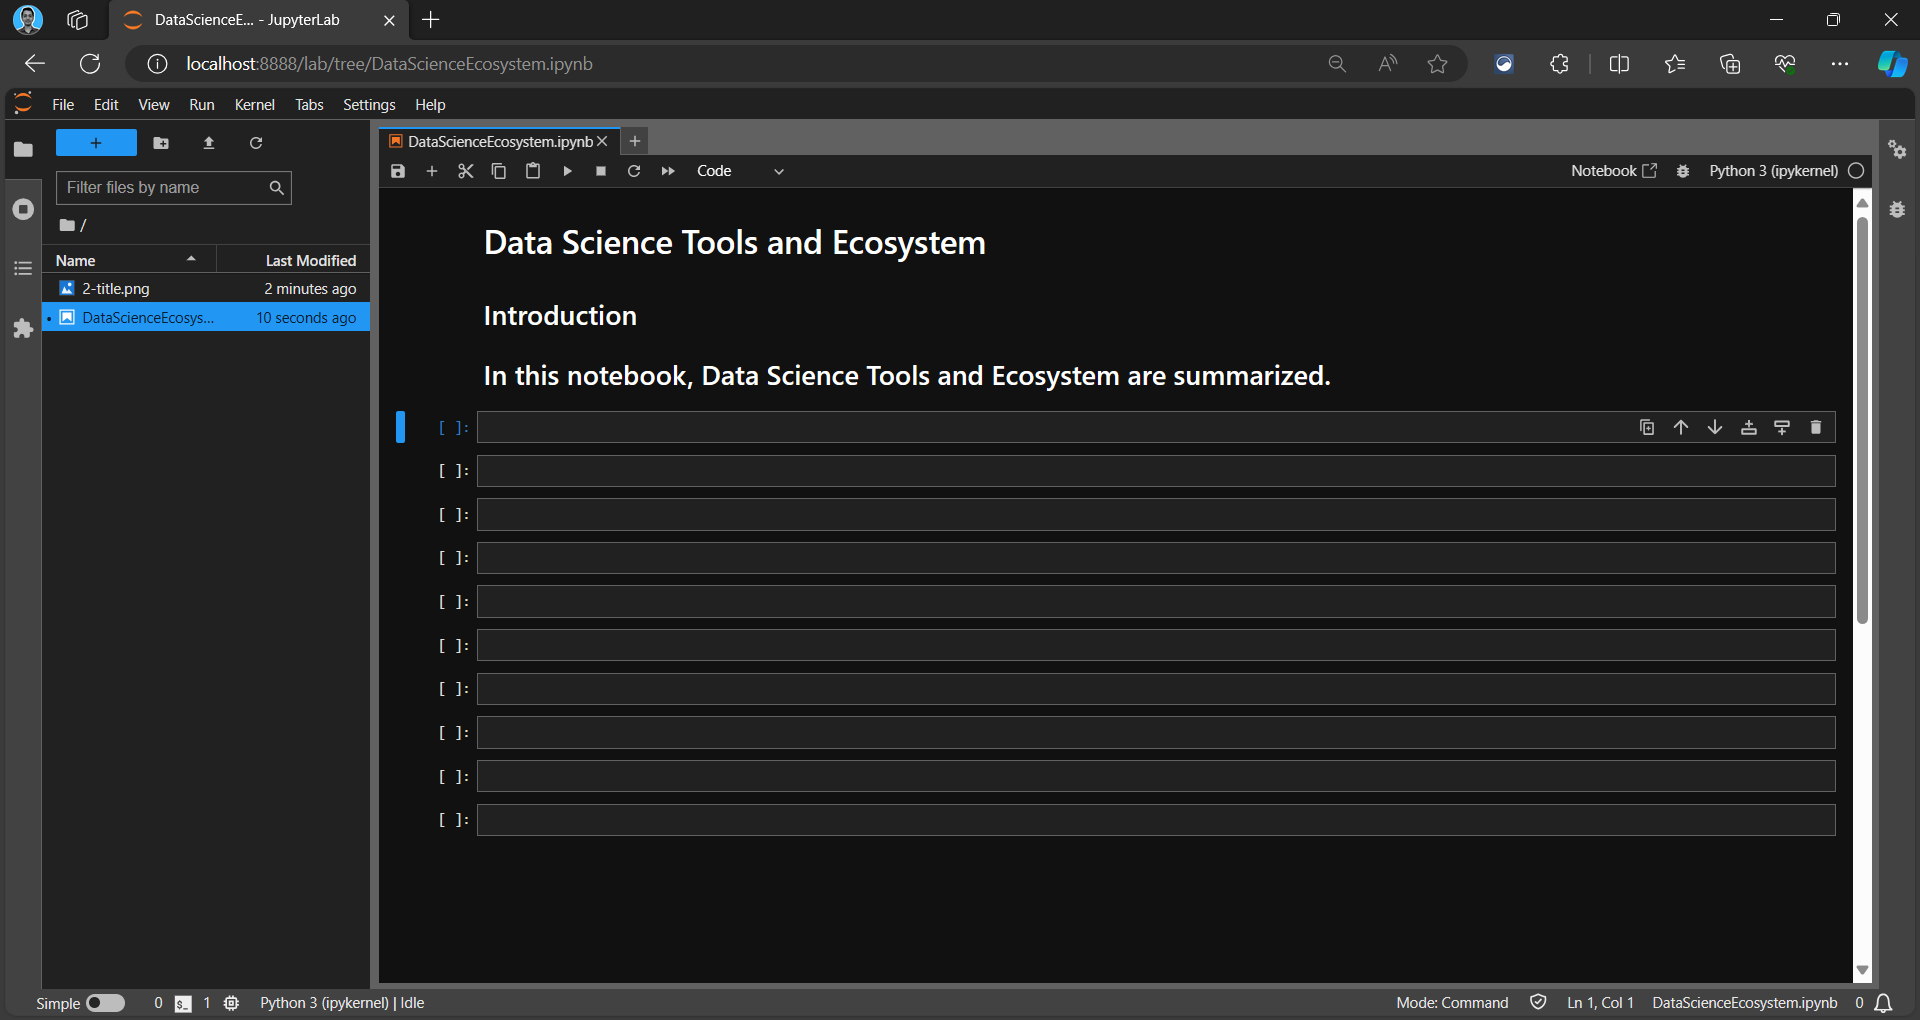 DataScienceE... - JupyterLab
localhost:8888/lab/tree/DataScienceEcosystem.ipynb
File Edit View Run Kernel Tabs Settings Help
Filter files by name
/
Name Last Modified
2-title.png 2 minutes ago
DataScienceEcosys... 10 seconds ago
DataScienceEcosystem.ipynb
Code Notebook Python 3 (ipykernel)
Data Science Tools and Ecosystem
Introduction
In this notebook, Data Science Tools and Ecosystem are summarized.
[ ]:
[ ]:
[ ]:
[ ]:
[ ]:
[ ]:
[ ]:
[ ]:
[ ]:
[ ]:
Simple 0 1 Python 3 (ipykernel) | Idle Mode: Command Ln 1, Col 1 DataScienceEcosystem.ipynb 0